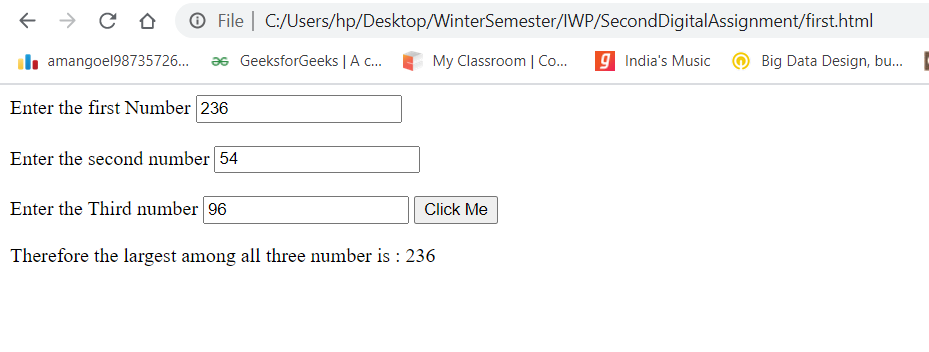 File | C:/Users/hp/Desktop/WinterSemester/IWP/SecondDigitalAssignment/first.html
amangoel98735726... GeeksforGeeks | A c... My Classroom | Co... India's Music Big Data Design, bu...
Enter the first Number 236
Enter the second number 54
Enter the Third number 96 Click Me
Therefore the largest among all three number is : 236